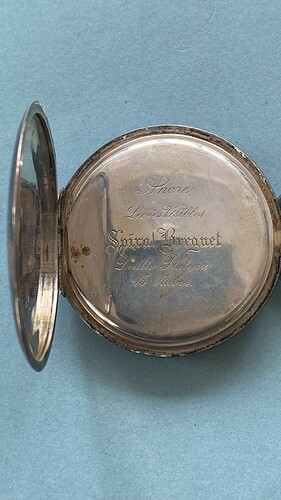 Ancre
Levées Visibles
Spiral Breguet
Double Plateau
15 Rubis.